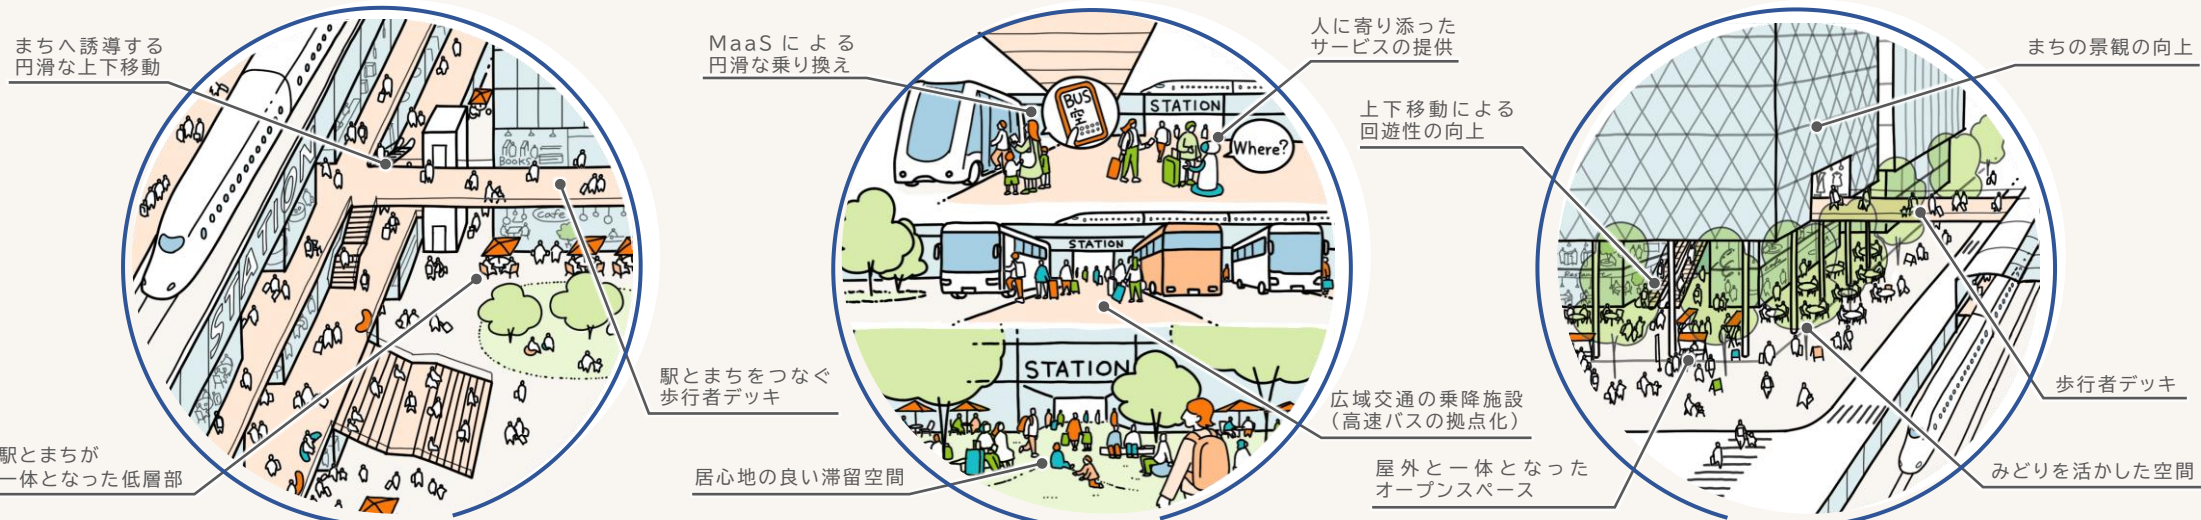 まちへ誘導する
円滑な上下移動
STATION
BOOKS
Cafe
駅とまちをつなぐ
歩行者デッキ
駅とまちが
一体となった低層部
MaaSによる
円滑な乗り換え
BUS
空
STATION
Where?
人に寄り添った
サービスの提供
STATION
STATION
広域交通の乗降施設
（高速バスの拠点化）
居心地の良い滞留空間
上下移動による
回遊性の向上
まちの景観の向上
歩行者デッキ
屋外と一体となった
オープンスペース
みどりを活かした空間